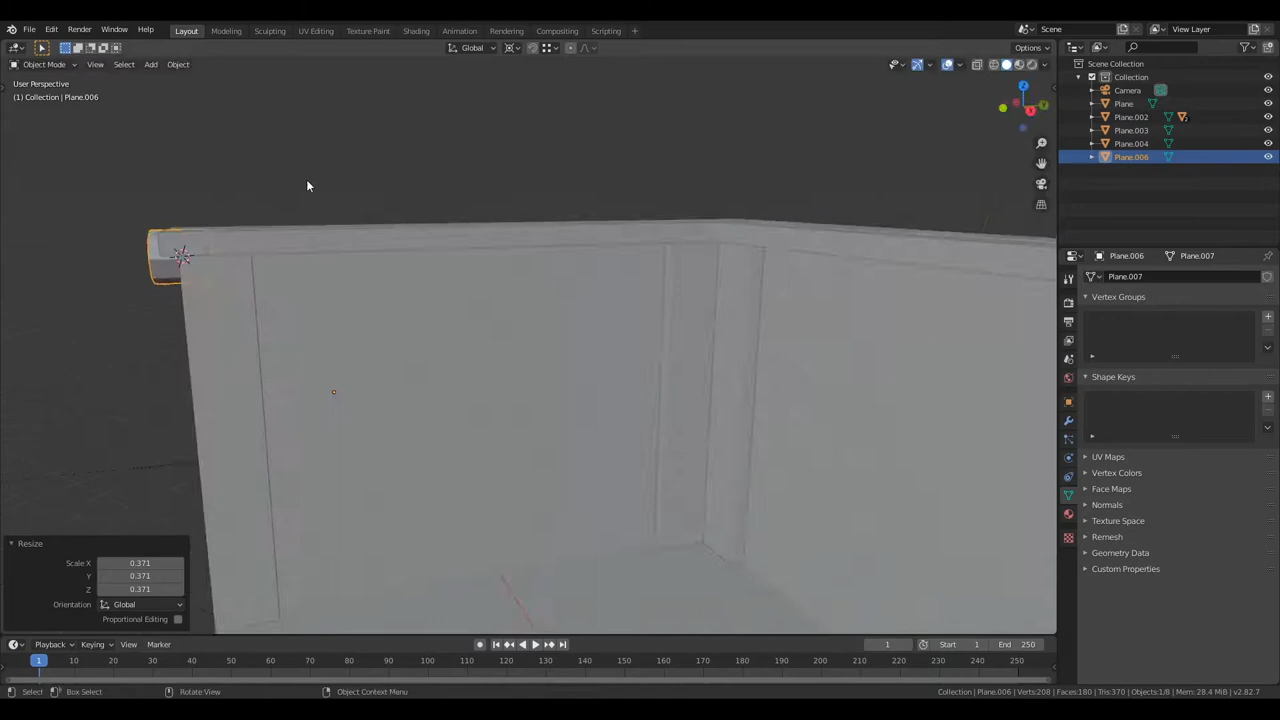 File Edit Render Window Help Layout Modeling Sculpting UV Editing Texture Paint Shading Animation Rendering Compositing Scripting + Scene View Layer
Global Options
Object Mode View Select Add Object
User Perspective
(1) Collection | Plane.006
Scene Collection
Collection
Camera
Plane
Plane.002
Plane.003
Plane.004
Plane.006
Plane.006 Plane.007
Plane.007
Vertex Groups
Shape Keys
UV Maps
Vertex Colors
Face Maps
Normals
Texture Space
Remesh
Geometry Data
Custom Properties
Resize
Scale X 0.371
Y 0.371
Z 0.371
Orientation Global
Proportional Editing
Playback Keying View Marker 1 Start 1 End 250
1 10 20 30 40 50 60 70 80 90 100 110 120 130 140 150 160 170 180 190 200 210 220 230 240 250
Select Box Select Rotate View Object Context Menu Collection | Plane.006 | Verts:208 | Faces:180 | Tris:370 | Objects:1/8 | Mem: 28.4 MiB | v2.82.7